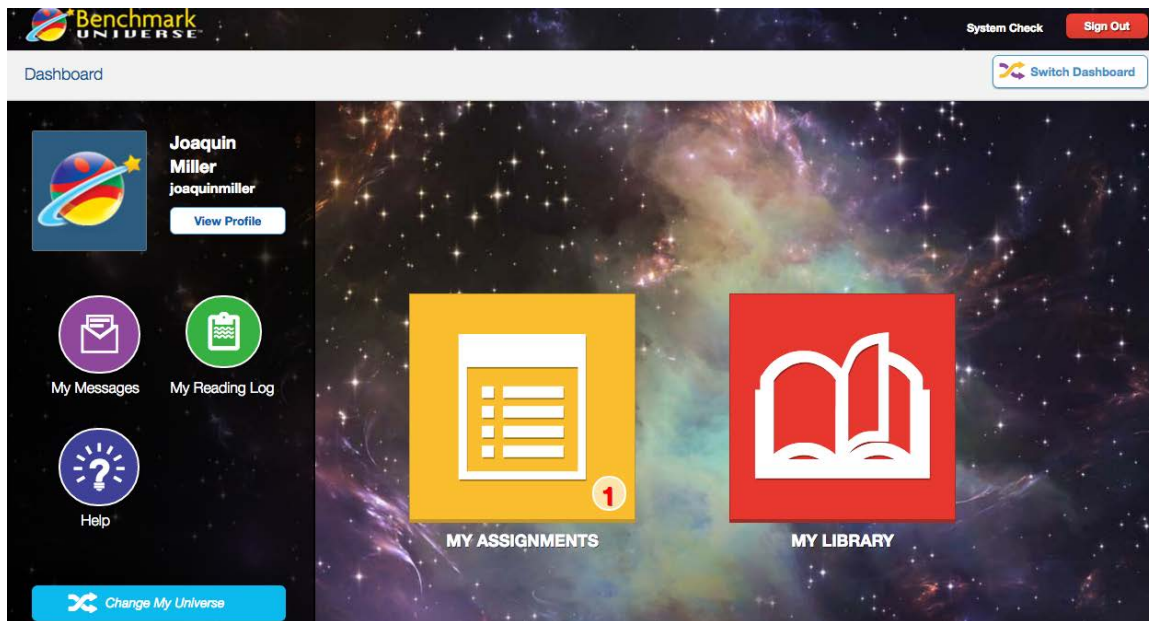 Benchmark
UNIVERSE™
System Check
Sign Out
Dashboard
Switch Dashboard
Joaquin
Miller
joaquinmiller
View Profile
My Messages
My Reading Log
?
Help
1
MY ASSIGNMENTS
MY LIBRARY
Change My Universe